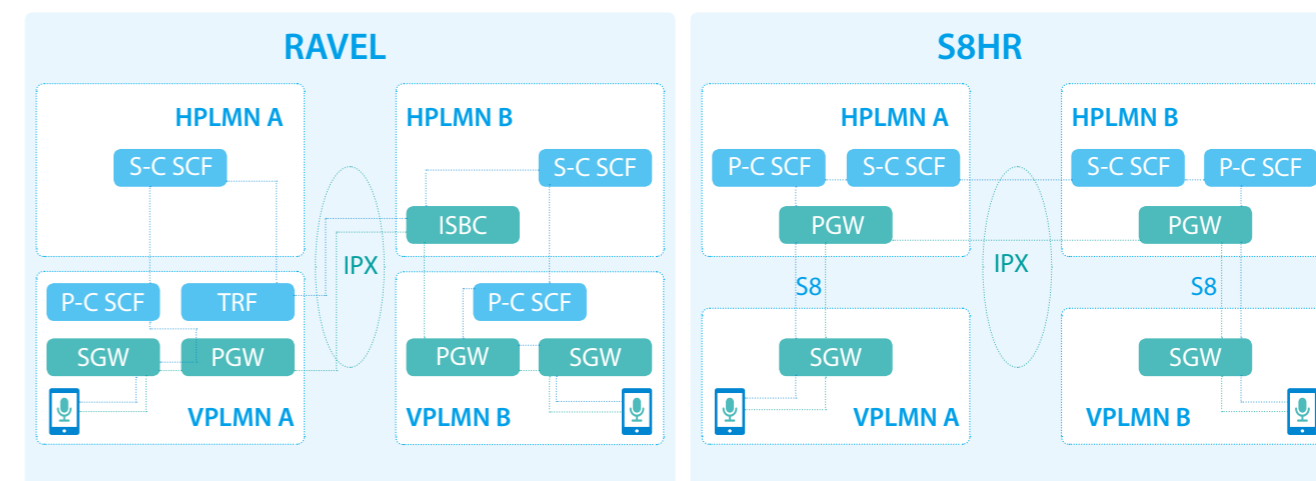 RAVEL
HPLMN A
S-C SCF
HPLMN B
S-C SCF
ISBC
IPX
P-C SCF
TRF
SGW
PGW
VPLMN A
P-C SCF
PGW
SGW
VPLMN B
S8HR
HPLMN A
P-C SCF
S-C SCF
PGW
HPLMN B
S-C SCF
P-C SCF
PGW
IPX
S8
S8
SGW
VPLMN A
SGW
VPLMN B